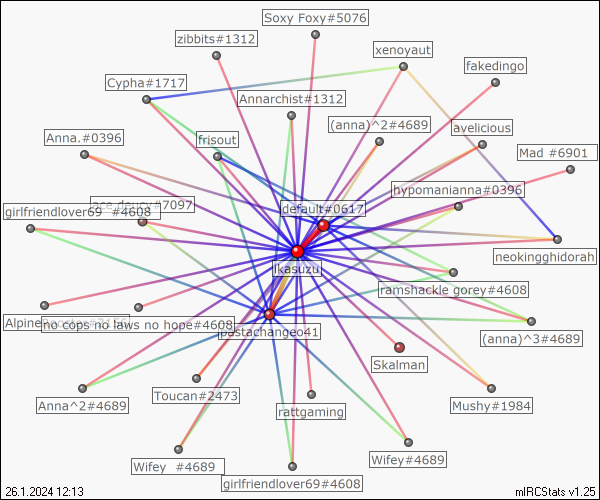 Soxy Foxy#5076
zibbits#1312
xenoyaut
fakedingo
Cypha#1717
Annarchist#1312
(anna)^2#4689
avelicious
Anna.#0396
frisout
Mad #6901
hypomanianna#0396
ace.deucy#7097
girlfriendlover69 #4608
default#0617
neokingghidorah
ikasuzu
ramshackle gorey#4608
no cops no laws no hope#4608
pastachangeo41
(anna)^3#4689
Skalman
Toucan#2473
Anna^2#4689
rattgaming
Mushy#1984
Wifey #4689
Wifey#4689
girlfriendlover69#4608
26.1.2024 12:13
mIRCStats v1.25